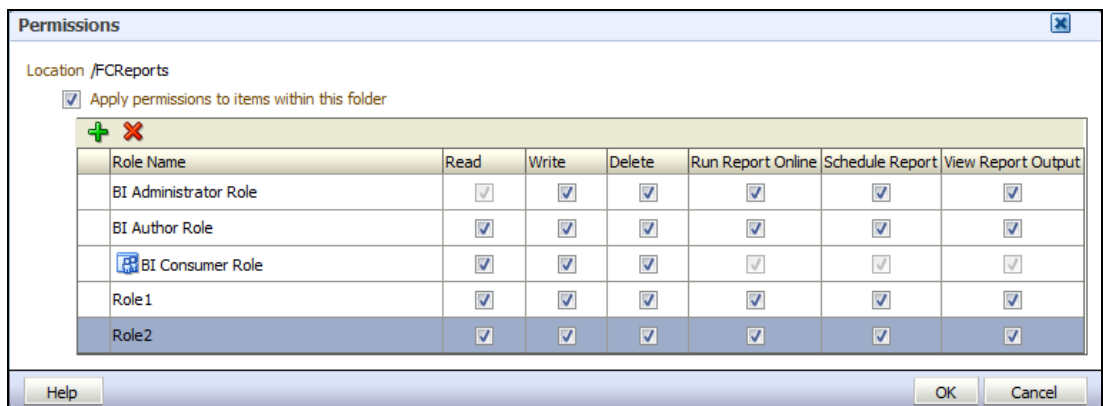 Permissions
Location /FCReports
Apply permissions to items within this folder
Role Name Read Write Delete Run Report Online Schedule Report View Report Output
BI Administrator Role
BI Author Role
BI Consumer Role
Role1
Role2
Help OK Cancel